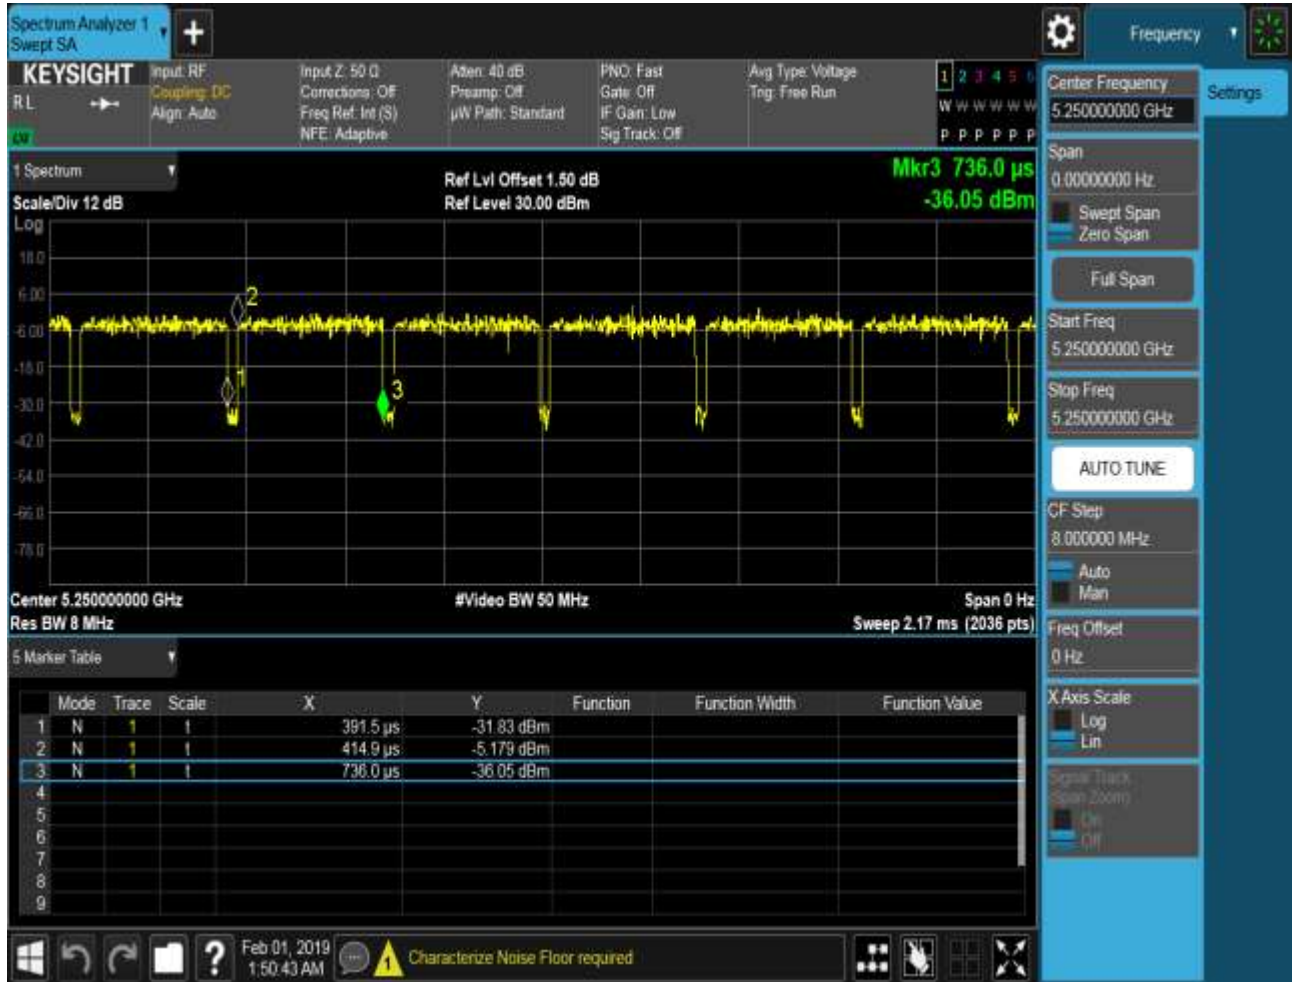 Spectrum Analyzer 1
Swept SA
+
Frequency
KEYSIGHT
RL
Input: RF
Coupling: DC
Align: Auto
Input Z: 50 Ω
Corrections: Off
Freq Ref: Int (S)
NFE: Adaptive
Atten: 40 dB
Preamp: Off
µW Path: Standard
PNO: Fast
Gate: Off
IF Gain: Low
Sig Track: Off
Avg Type: Voltage
Trig: Free Run
1 2 3 4 5 6
W W W W W W
P P P P P P
1 Spectrum
Scale/Div 12 dB
Ref Lvl Offset 1.50 dB
Ref Level 30.00 dBm
Mkr3 736.0 µs
-36.05 dBm
Log
18.0
6.00
-6.00
-18.0
-30.0
-42.0
-54.0
-66.0
-78.0
2
1
3
Center 5.250000000 GHz
Res BW 8 MHz
#Video BW 50 MHz
Span 0 Hz
Sweep 2.17 ms (2036 pts)
5 Marker Table
Mode Trace Scale X Y Function Function Width Function Value
1 N 1 t 391.5 µs -31.83 dBm
2 N 1 t 414.9 µs -5.179 dBm
3 N 1 t 736.0 µs -36.05 dBm
4
5
6
7
8
9
Feb 01, 2019
1:50:43 AM
1
Characterize Noise Floor required
Center Frequency
5.250000000 GHz
Settings
Span
0.00000000 Hz
Swept Span
Zero Span
Full Span
Start Freq
5.250000000 GHz
Stop Freq
5.250000000 GHz
AUTO TUNE
CF Step
8.000000 MHz
Auto
Man
Freq Offset
0 Hz
X Axis Scale
Log
Lin
Signal Track
(Span Zoom)
On
Off